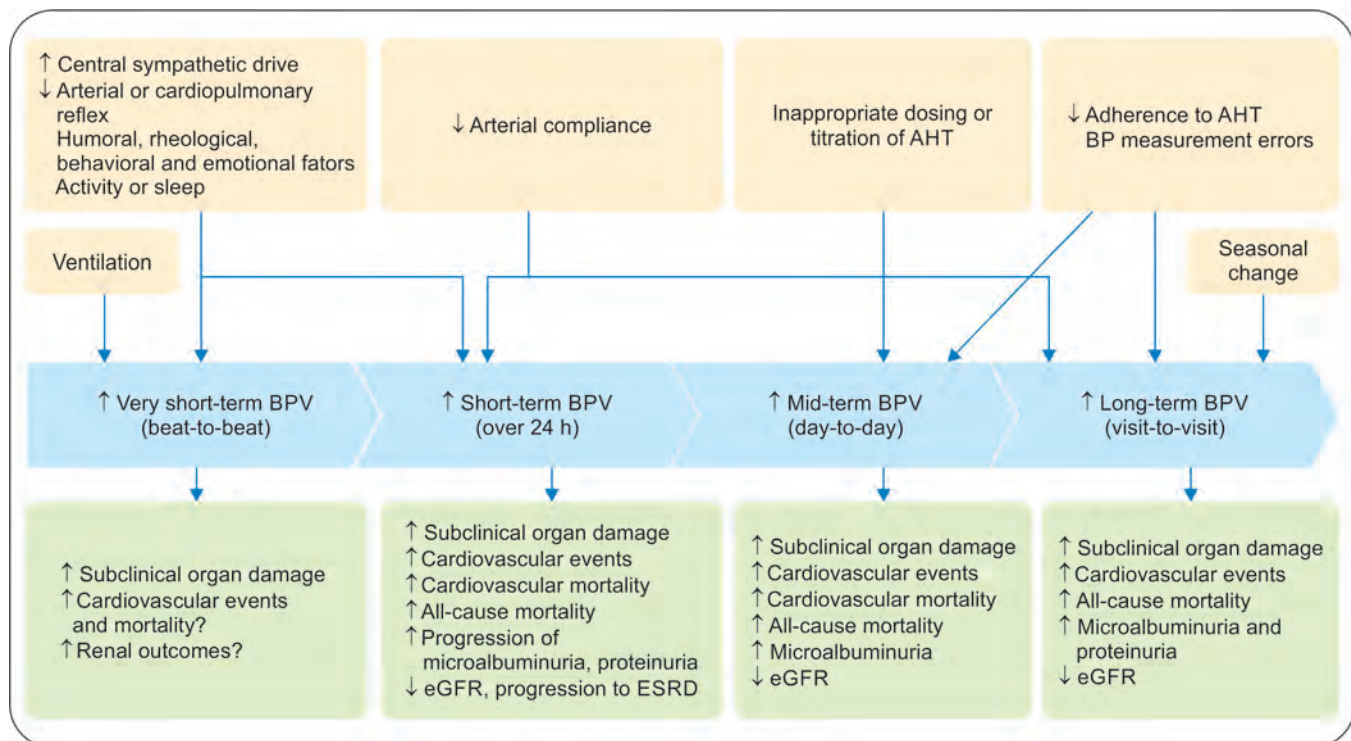 ↑ Central sympathetic drive
↓ Arterial or cardiopulmonary
reflex
Humoral, rheological,
behavioral and emotional fators
Activity or sleep
↓ Arterial compliance
Inappropriate dosing or
titration of AHT
↓ Adherence to AHT
BP measurement errors
Ventilation
Seasonal
change
↑ Very short-term BPV
(beat-to-beat)
↑ Short-term BPV
(over 24 h)
↑ Mid-term BPV
(day-to-day)
↑ Long-term BPV
(visit-to-visit)
↑ Subclinical organ damage
↑ Cardiovascular events
and mortality?
↑ Renal outcomes?
↑ Subclinical organ damage
↑ Cardiovascular events
↑ Cardiovascular mortality
↑ All-cause mortality
↑ Progression of
microalbuminuria, proteinuria
↓ eGFR, progression to ESRD
↑ Subclinical organ damage
↑ Cardiovascular events
↑ Cardiovascular mortality
↑ All-cause mortality
↑ Microalbuminuria
↓ eGFR
↑ Subclinical organ damage
↑ Cardiovascular events
↑ All-cause mortality
↑ Microalbuminuria and
proteinuria
↓ eGFR